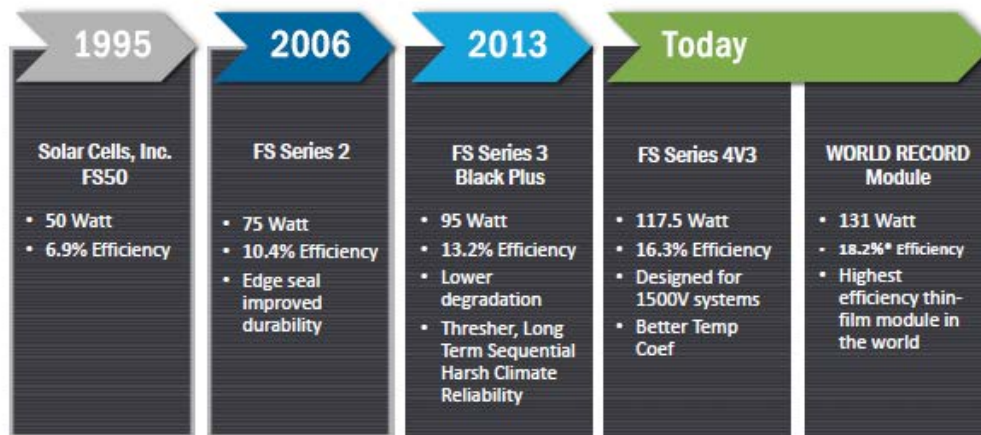 1995
Solar Cells, Inc.
FS50
• 50 Watt
• 6.9% Efficiency
2006
FS Series 2
• 75 Watt
• 10.4% Efficiency
• Edge seal
improved
durability
2013
FS Series 3
Black Plus
• 95 Watt
• 13.2% Efficiency
• Lower
degradation
• Thresher, Long
Term Sequential
Harsh Climate
Reliability
Today
FS Series 4V3
• 117.5 Watt
• 16.3% Efficiency
• Designed for
1500V systems
• Better Temp
Coef
WORLD RECORD
Module
• 131 Watt
• 18.2%* Efficiency
• Highest
efficiency thin-
film module in
the world